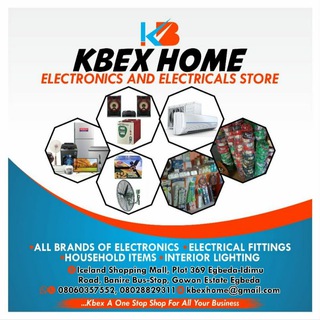 KB
KBEX HOME
ELECTRONICS AND ELECTRICALS STORE
•ALL BRANDS OF ELECTRONICS •ELECTRICAL FITTINGS
•HOUSEHOLD ITEMS •INTERIOR LIGHTING
Iceland Shopping Mall, Plot 369 Egbeda-Idimu
Road, Banire Bus-Stop, Gowon Estate Egbeda
08060357552, 08028829311 kbexhome@gmail.com
...Kbex A One Stop Shop For All Your Business